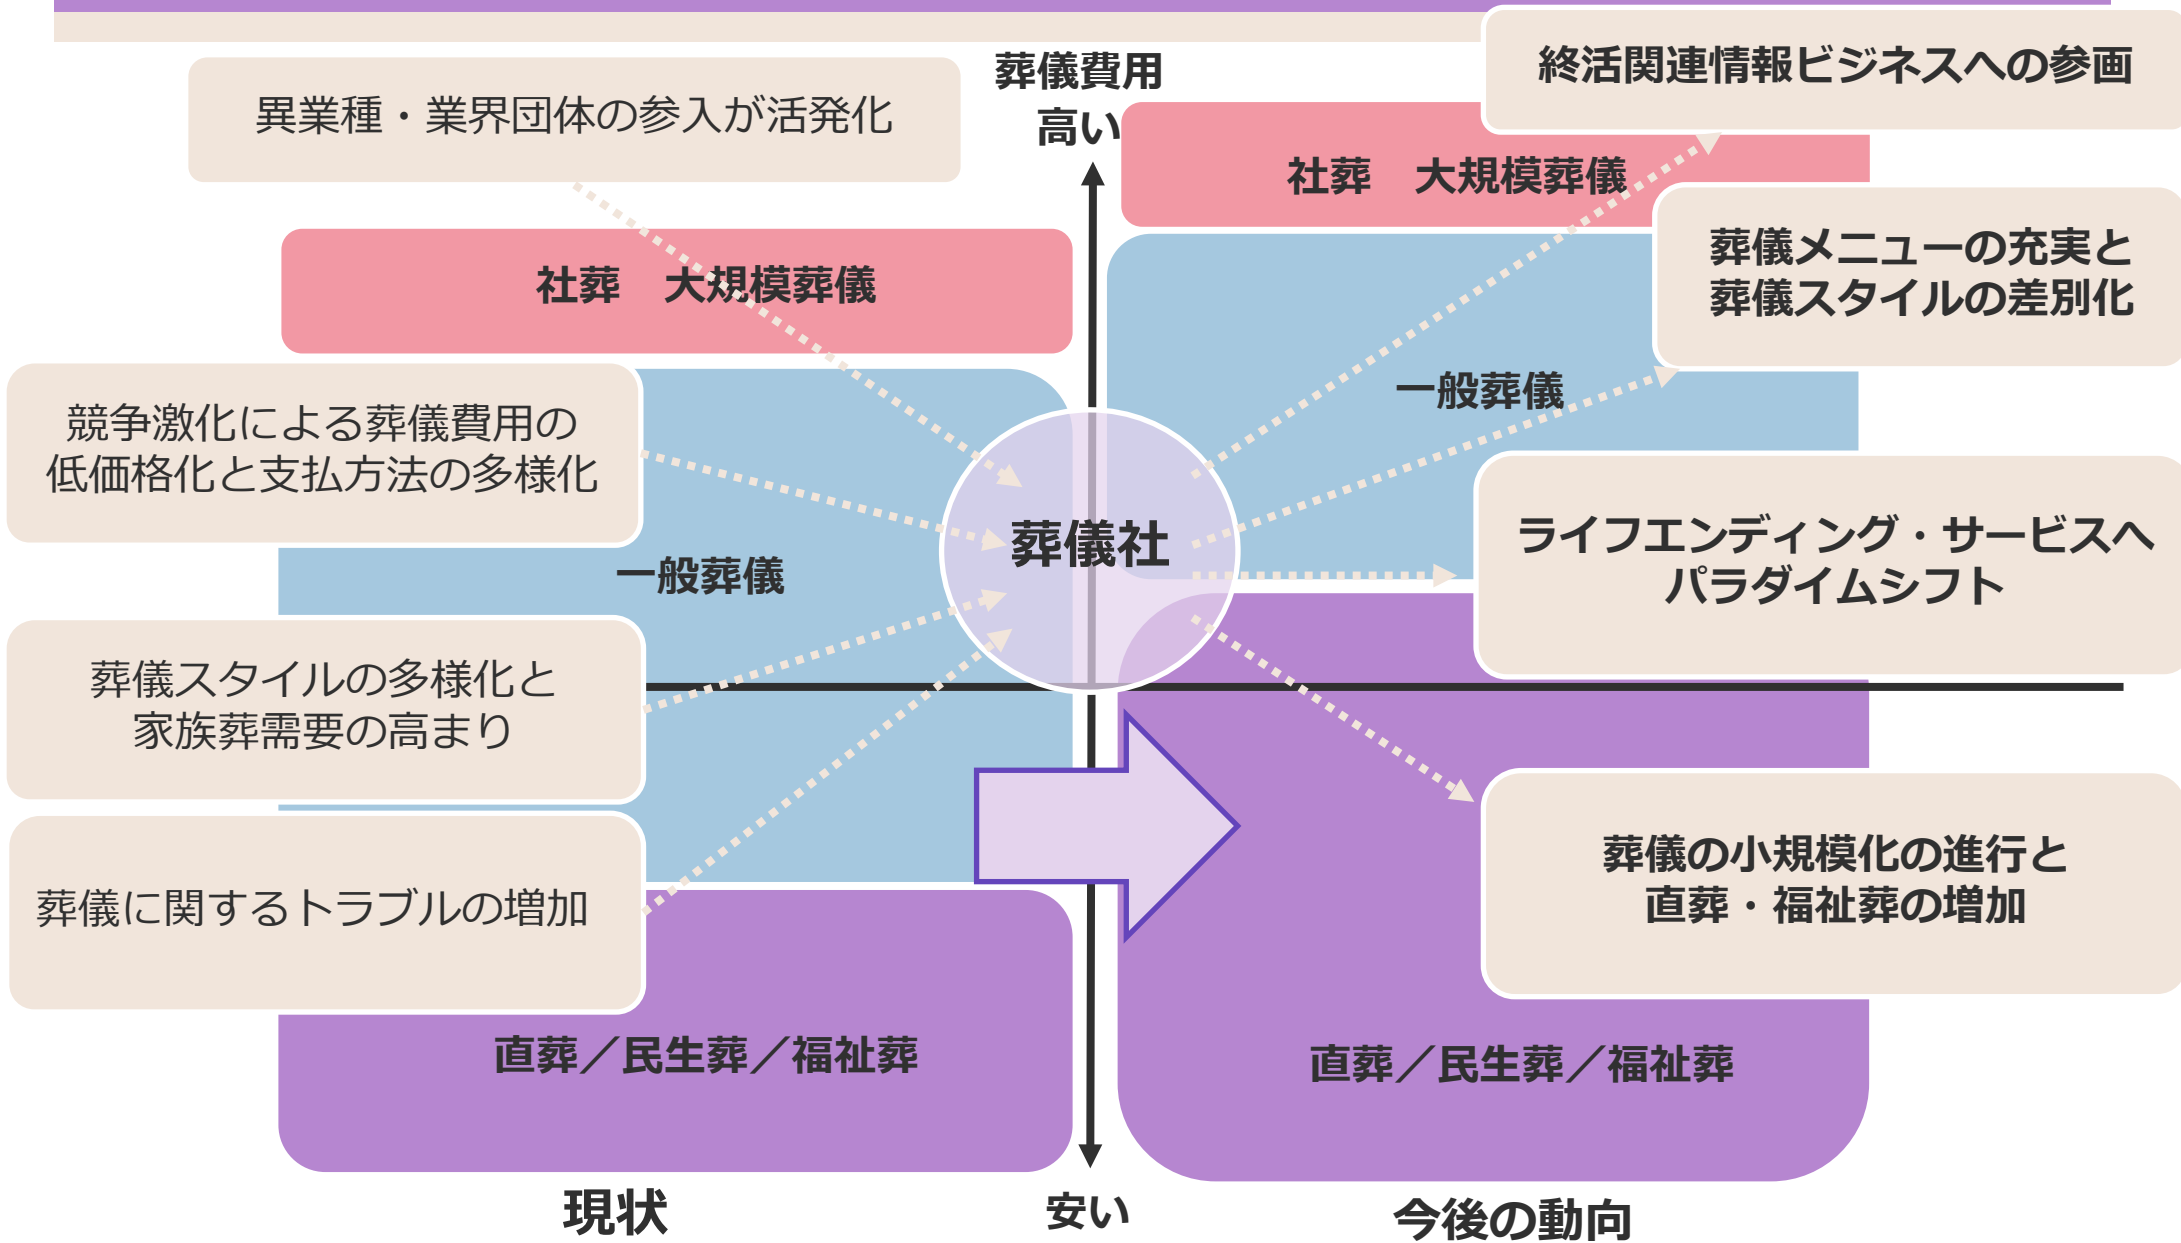 終活関連情報ビジネスへの参画
葬儀費用
高い
異業種・業界団体の参入が活発化
社葬　大規模葬儀
葬儀メニューの充実と
葬儀スタイルの差別化
社葬　大規模葬儀
一般葬儀
競争激化による葬儀費用の
低価格化と支払方法の多様化
葬儀社
ライフエンディング・サービスへ
パラダイムシフト
一般葬儀
葬儀スタイルの多様化と
家族葬需要の高まり
葬儀の小規模化の進行と
直葬・福祉葬の増加
葬儀に関するトラブルの増加
直葬／民生葬／福祉葬
直葬／民生葬／福祉葬
現状
安い
今後の動向